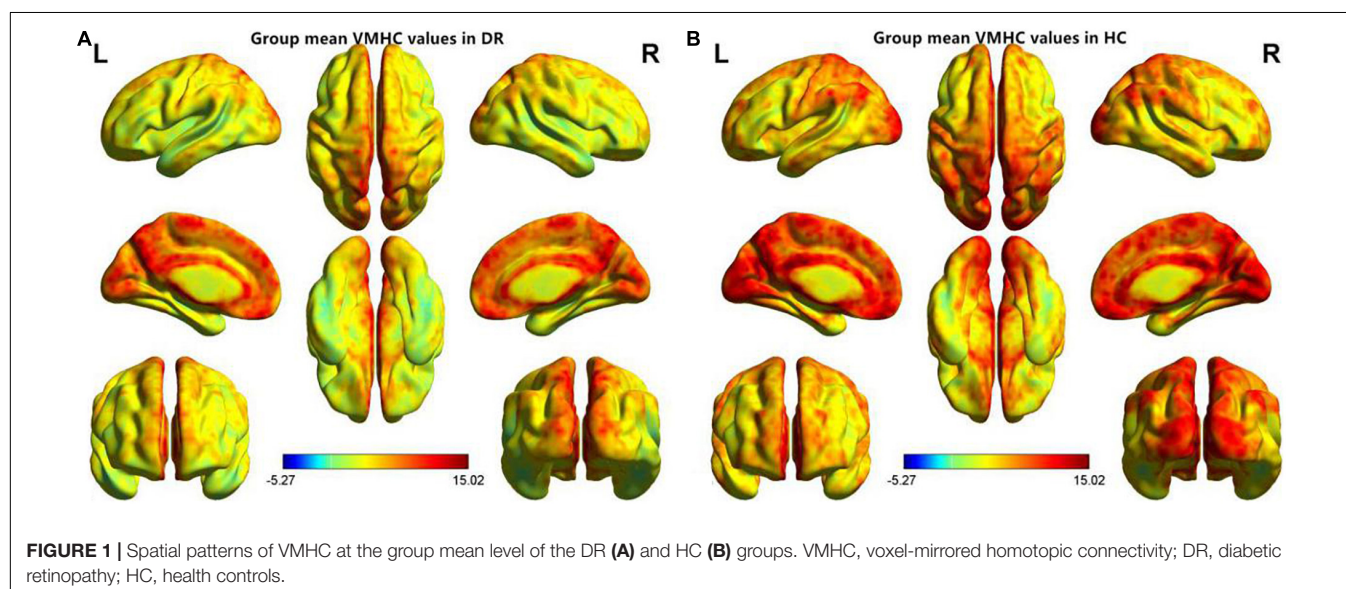 A
L
Group mean VMHC values in DR
R
B
L
Group mean VMHC values in HC
R
-5.27
15.02
-5.27
15.02
FIGURE 1 | Spatial patterns of VMHC at the group mean level of the DR (A) and HC (B) groups. VMHC, voxel-mirrored homotopic connectivity; DR, diabetic
retinopathy; HC, health controls.